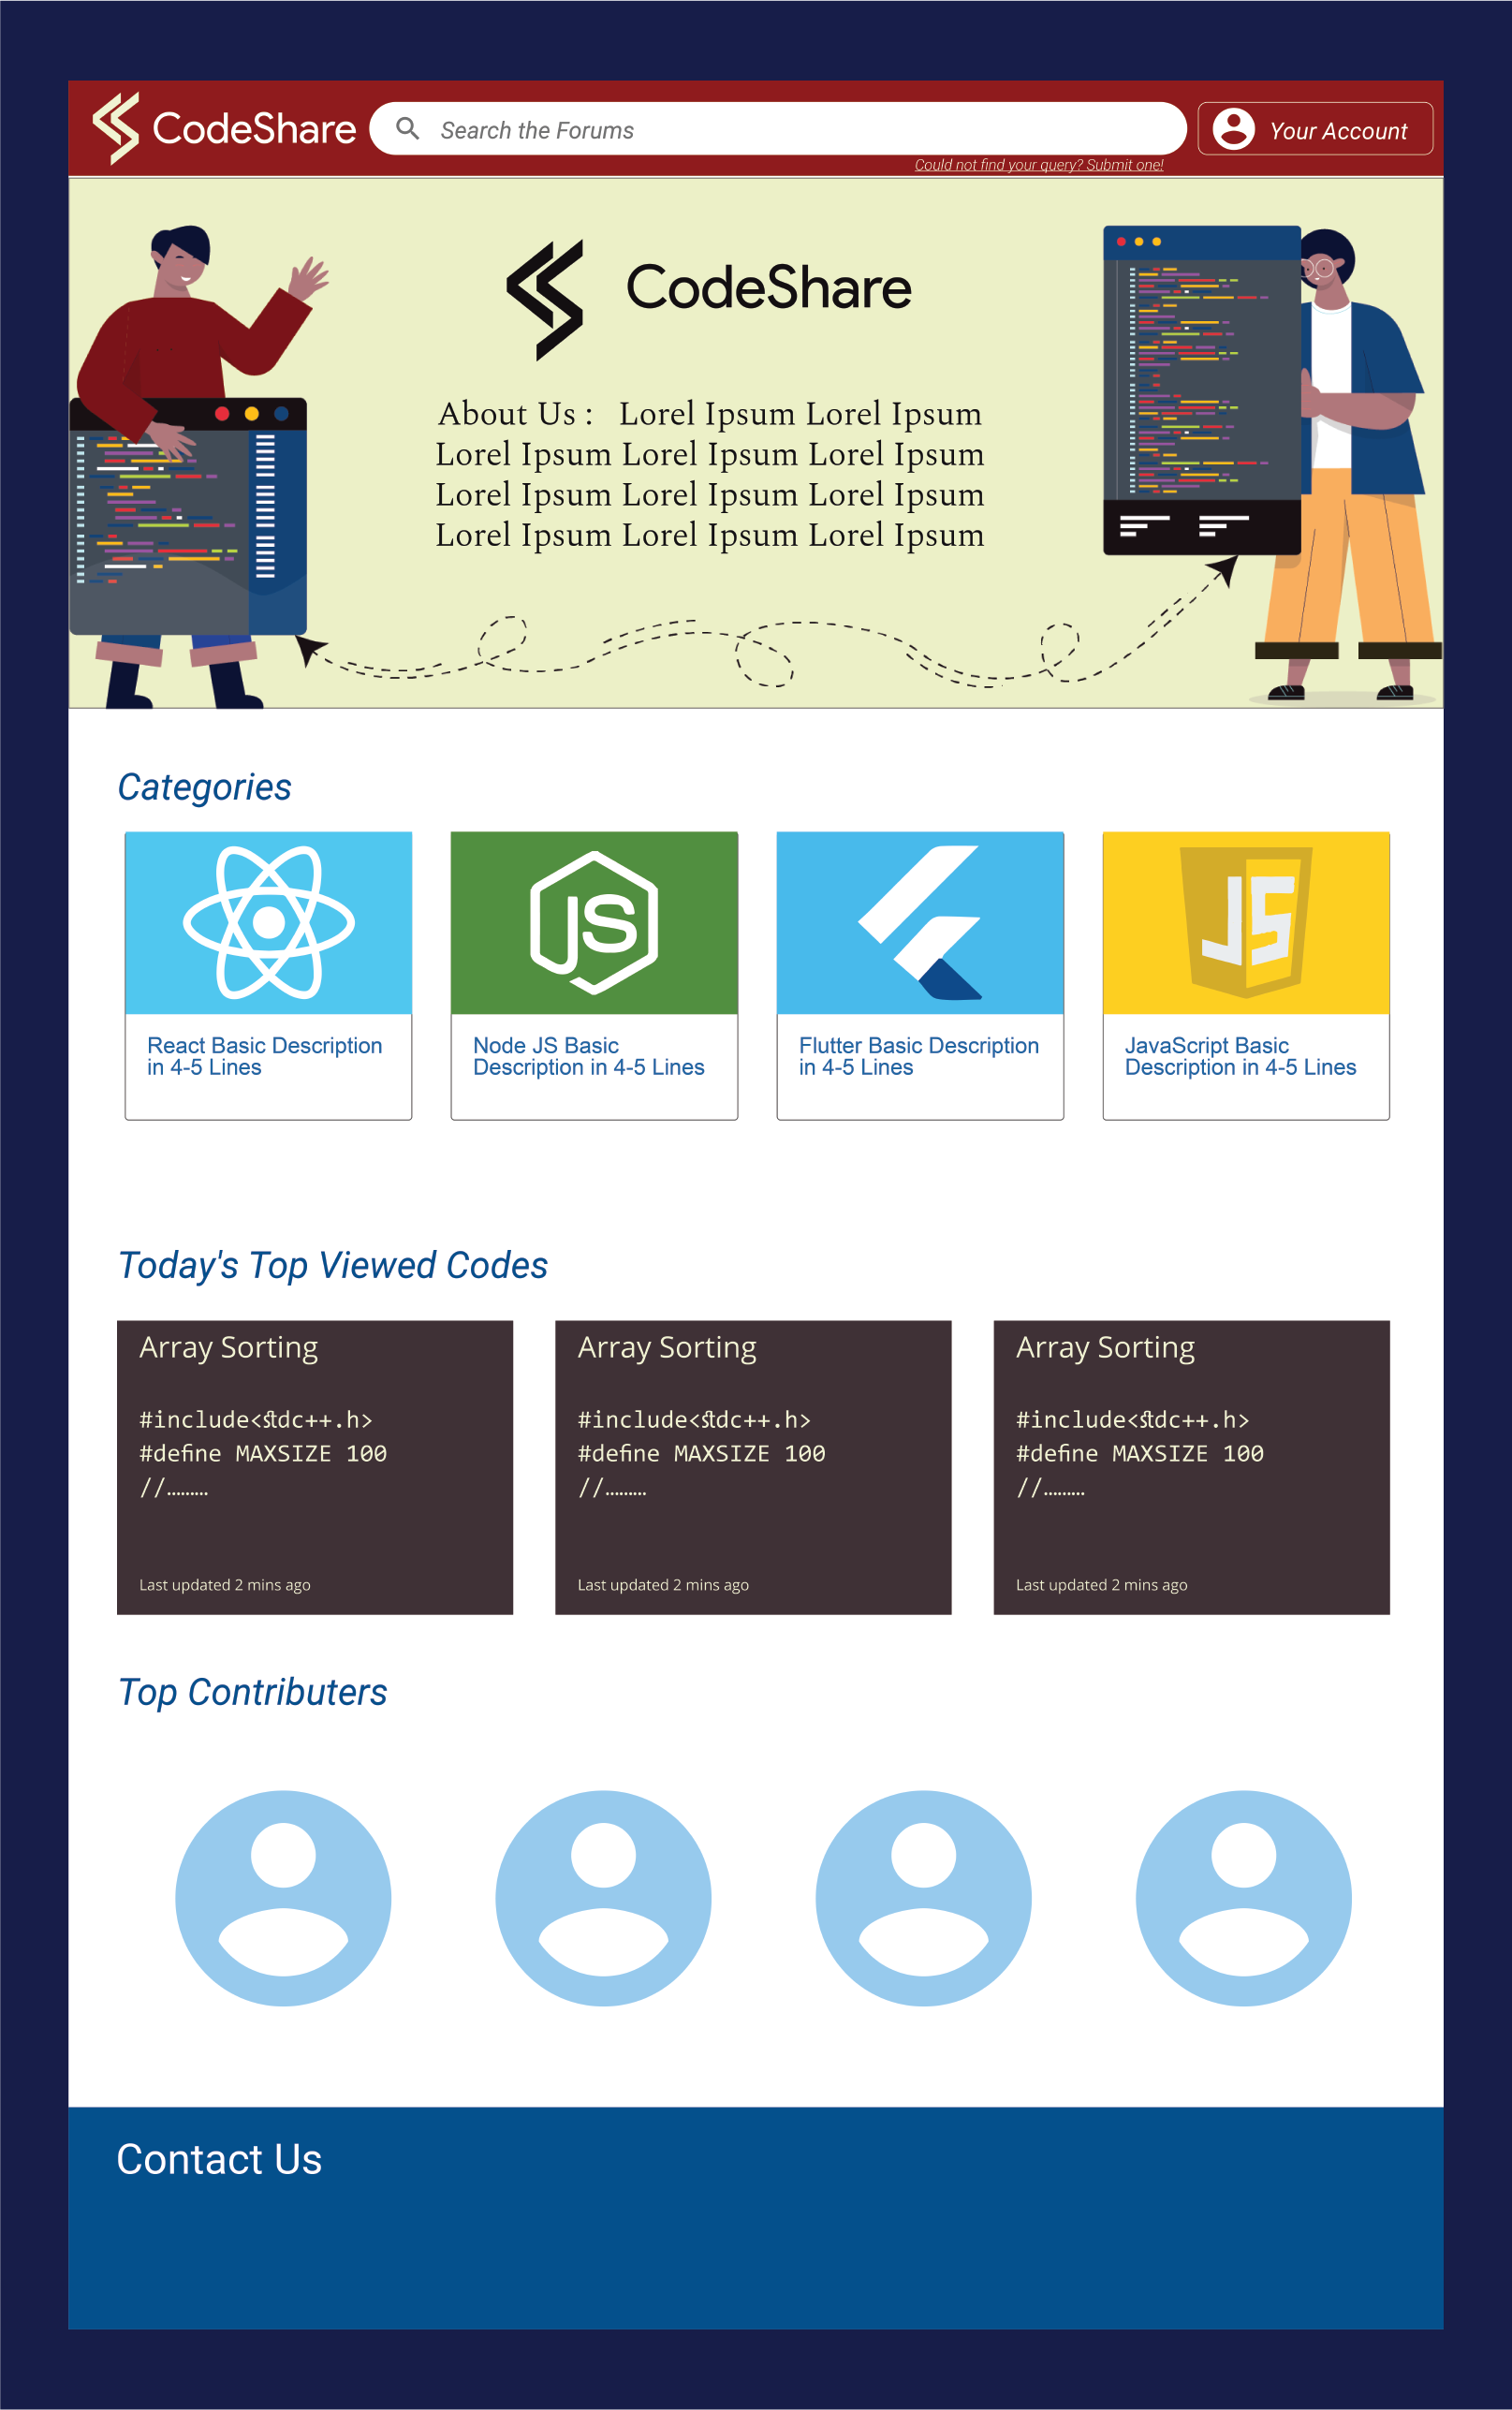 CodeShare
Search the Forums
Your Account
Could not find your query? Submit one!
CodeShare
About Us : Lorel Ipsum Lorel Ipsum
Lorel Ipsum Lorel Ipsum Lorel Ipsum
Lorel Ipsum Lorel Ipsum Lorel Ipsum
Lorel Ipsum Lorel Ipsum Lorel Ipsum
Categories
JS
JS
React Basic Description
in 4-5 Lines
Node JS Basic
Description in 4-5 Lines
Flutter Basic Description
in 4-5 Lines
JavaScript Basic
Description in 4-5 Lines
Today's Top Viewed Codes
Array Sorting
#include<stdc++.h>
#define MAXSIZE 100
//.........
Last updated 2 mins ago
Array Sorting
#include<stdc++.h>
#define MAXSIZE 100
//.........
Last updated 2 mins ago
Array Sorting
#include<stdc++.h>
#define MAXSIZE 100
//.........
Last updated 2 mins ago
Top Contributers
Contact Us